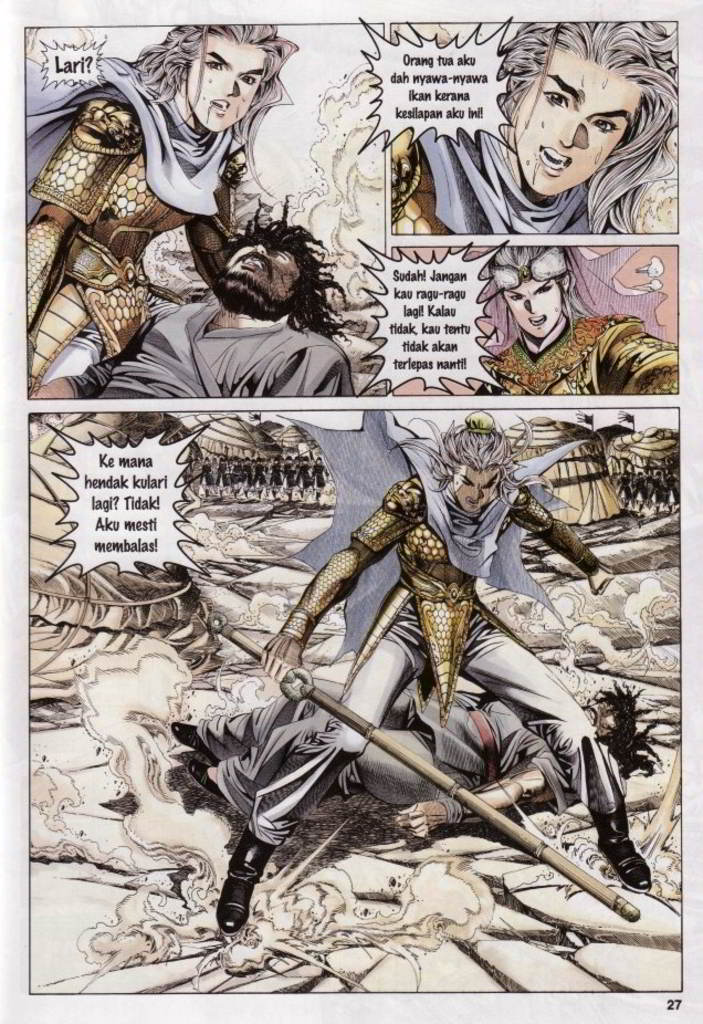 Lari?
Orang tua aku
dah nyawa-nyawa
ikan kerana
kesilapan aku ini!
Sudah! Jangan
kau ragu-ragu
lagi! Kalau
tidak, kau tentu
tidak akan
terlepas nanti!
Ke mana
hendak kulari
lagi? Tidak!
Aku mesti
membalas!
27